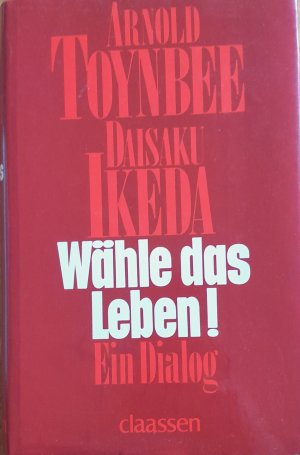 ARNOLD
TOYNBEE
DAISAKU
IKEDA
Wähle das
Leben!
Ein Dialog
claassen